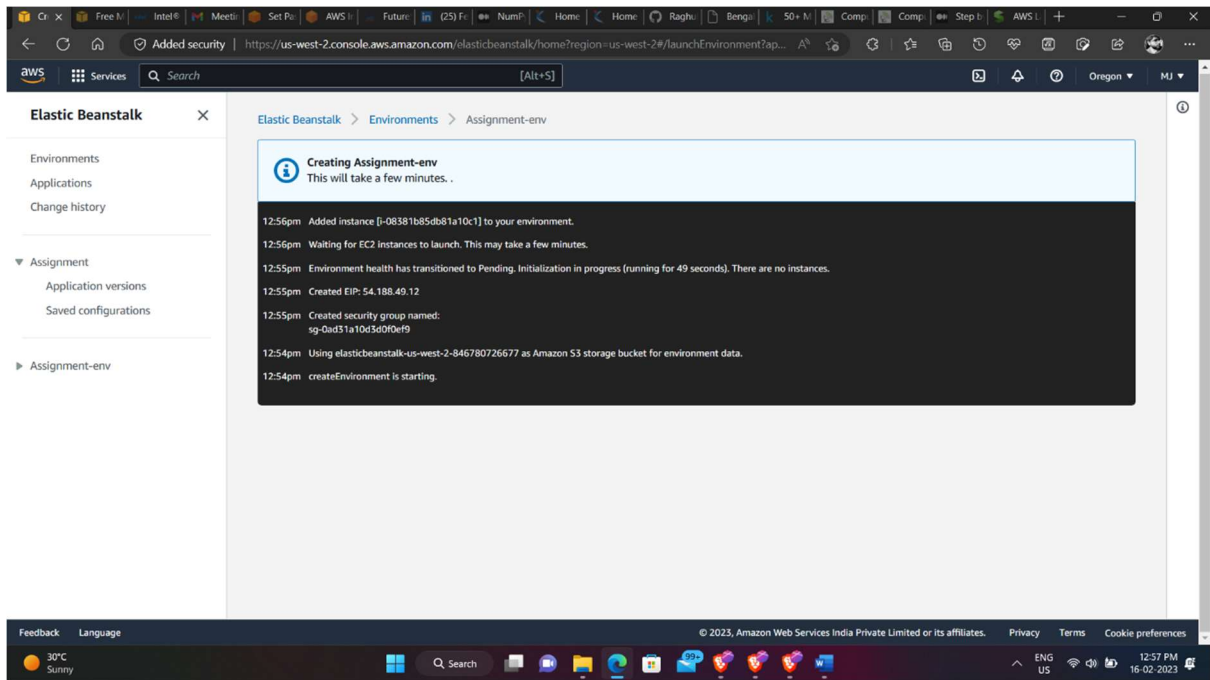 Cr
Free M
Intel®
Meetin
Set Pa
AWS Ir
Future
(25) Fe
NumP
Home
Home
Raghu
Bengal
50+ M
Comp
Comp
Step b
AWS L
Added security
https://us-west-2.console.aws.amazon.com/elasticbeanstalk/home?region=us-west-2#/launchEnvironment?ap...
aws
Services
Search
[Alt+S]
Oregon ▼
MJ ▼
Elastic Beanstalk
Environments
Applications
Change history
Assignment
Application versions
Saved configurations
Assignment-env
Elastic Beanstalk > Environments > Assignment-env
Creating Assignment-env
This will take a few minutes. .
12:56pm Added instance [i-08381b85db81a10c1] to your environment.
12:56pm Waiting for EC2 instances to launch. This may take a few minutes.
12:55pm Environment health has transitioned to Pending. Initialization in progress (running for 49 seconds). There are no instances.
12:55pm Created EIP: 54.188.49.12
12:55pm Created security group named:
sg-0ad31a10d3d0f0ef9
12:54pm Using elasticbeanstalk-us-west-2-846780726677 as Amazon S3 storage bucket for environment data.
12:54pm createEnvironment is starting.
Feedback Language
© 2023, Amazon Web Services India Private Limited or its affiliates. Privacy Terms Cookie preferences
30°C
Sunny
Search
99+
ENG
US
12:57 PM
16-02-2023